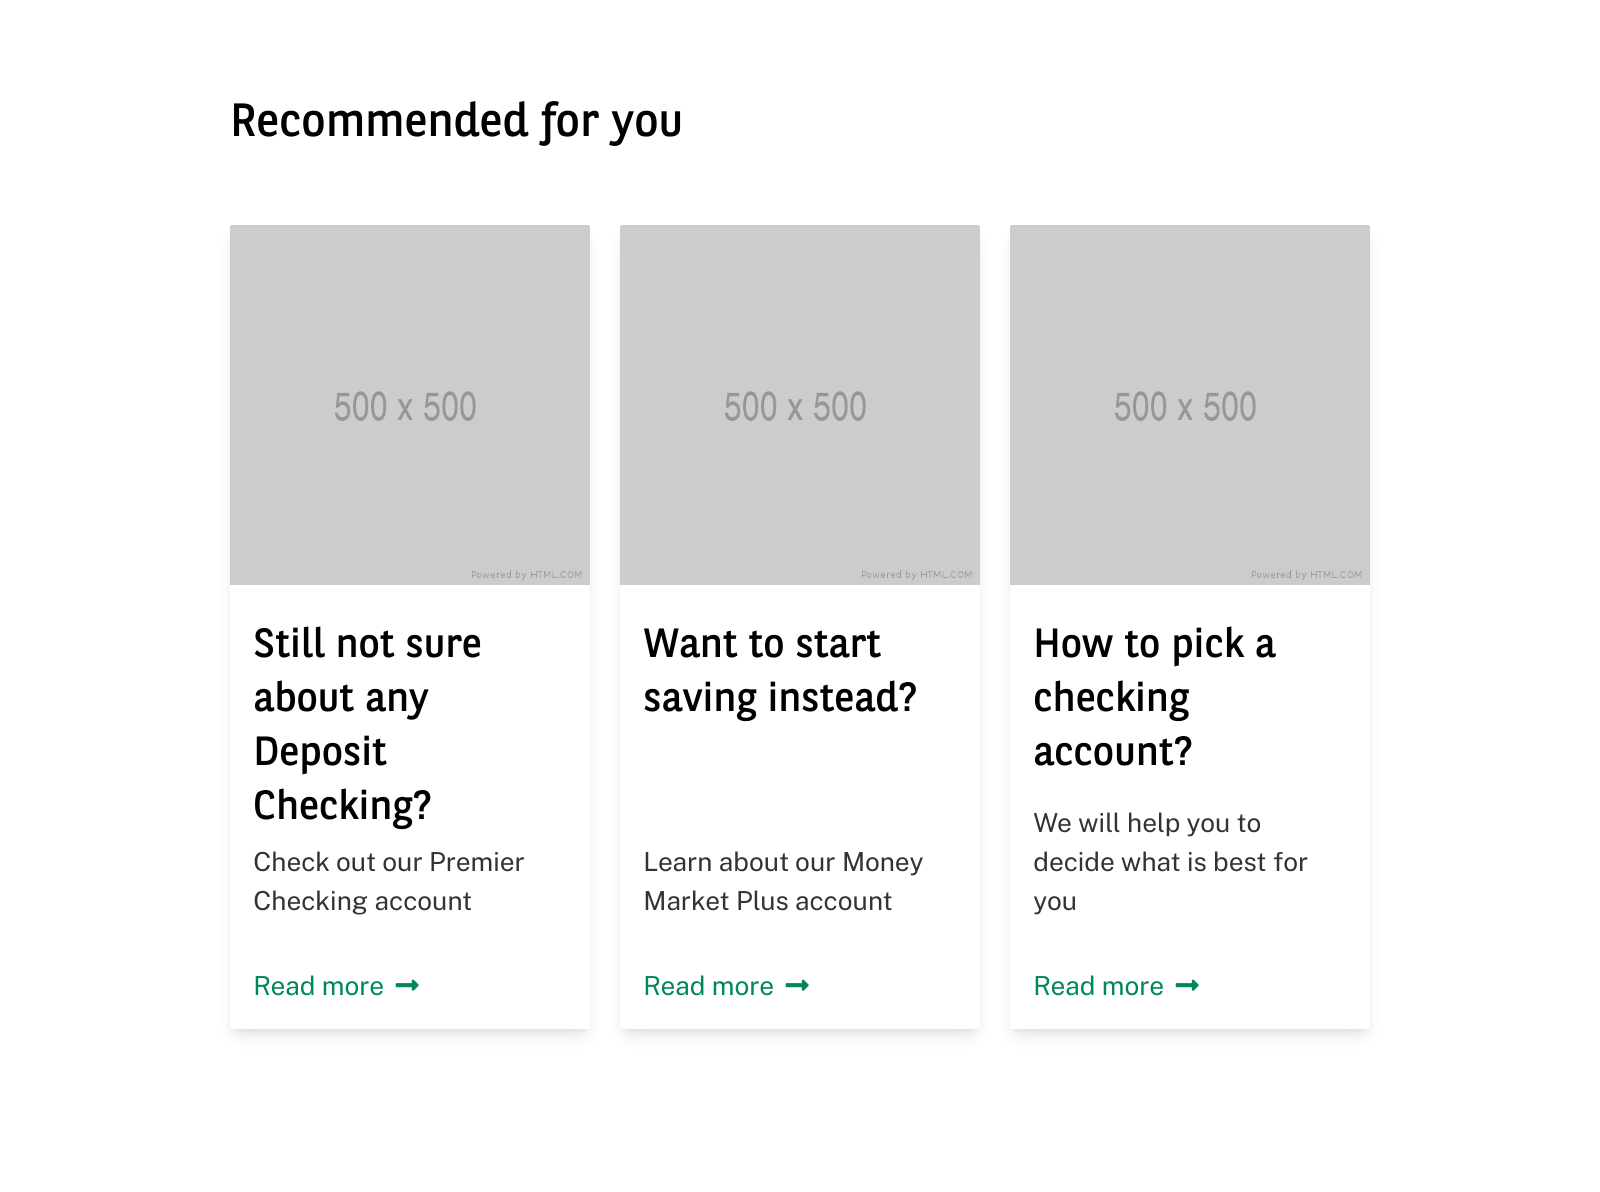 Recommended for you
500 x 500
Powered by HTML.COM
Still not sure
about any
Deposit
Checking?
Check out our Premier
Checking account
Read more
500 x 500
Powered by HTML.COM
Want to start
saving instead?
Learn about our Money
Market Plus account
Read more
500 x 500
Powered by HTML.COM
How to pick a
checking
account?
We will help you to
decide what is best for
you
Read more